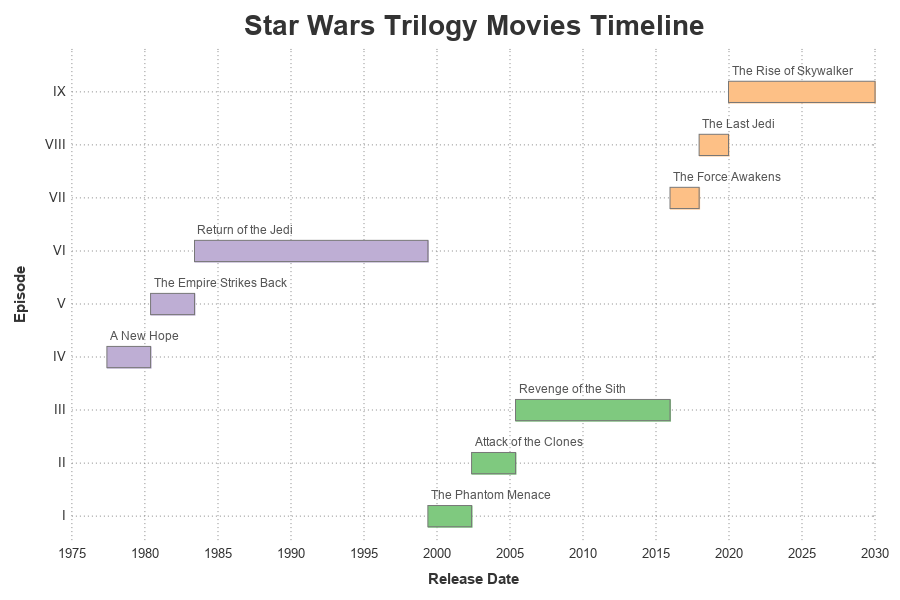 Star Wars Trilogy Movies Timeline
The Rise of Skywalker
IX
The Last Jedi
VIII
The Force Awakens
VII
Return of the Jedi
VI
The Empire Strikes Back
V
A New Hope
IV
Revenge of the Sith
III
Attack of the Clones
II
The Phantom Menace
I
Episode
1975 1980 1985 1990 1995 2000 2005 2010 2015 2020 2025 2030
Release Date